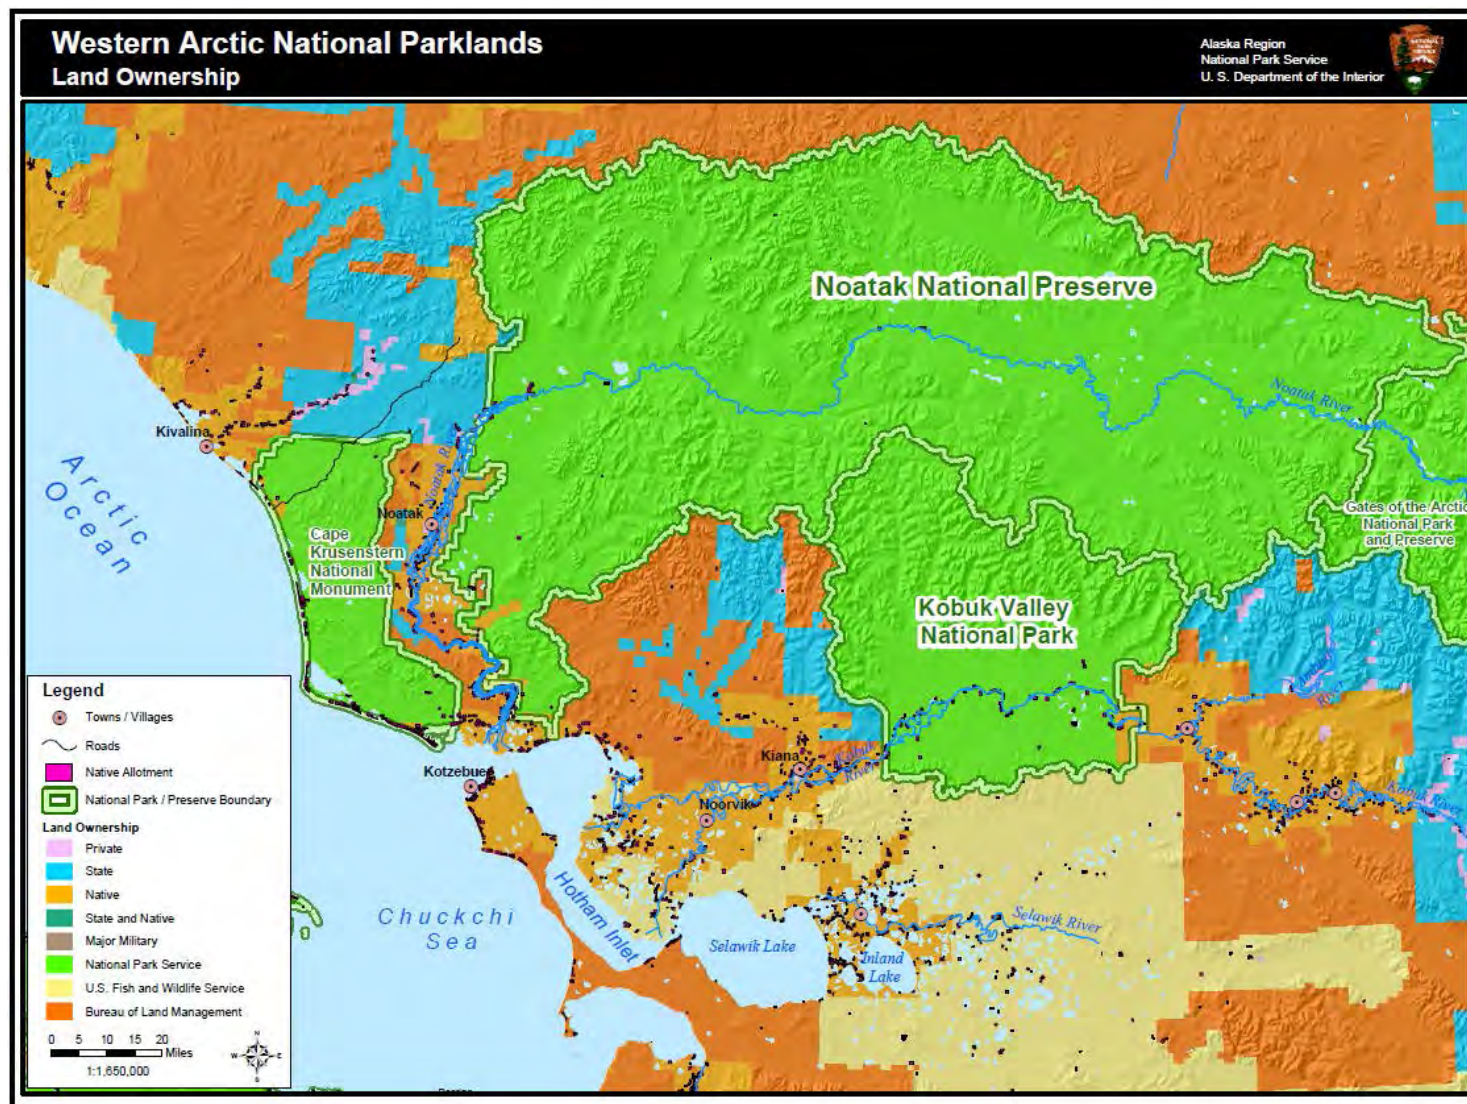 Western Arctic National Parklands
Land Ownership
Alaska Region
National Park Service
U. S. Department of the Interior
Noatak National Preserve
Noatak River
Kivalina
Arctic
Ocean
Noatak River
Noatak
Cape
Krusenstern
National
Monument
Gates of the Arctic
National Park
and Preserve
Kobuk Valley
National Park
River
Kotzebue
Kiana
Kobuk
River
Noorvik
Kobuk River
Hotham Inlet
Chuckchi
Sea
Selawik Lake
Selawik River
Inland
Lake
Legend
Towns / Villages
Roads
Native Allotment
National Park / Preserve Boundary
Land Ownership
Private
State
Native
State and Native
Major Military
National Park Service
U.S. Fish and Wildlife Service
Bureau of Land Management
0 5 10 15 20
Miles
1:1,650,000
N
W E
S